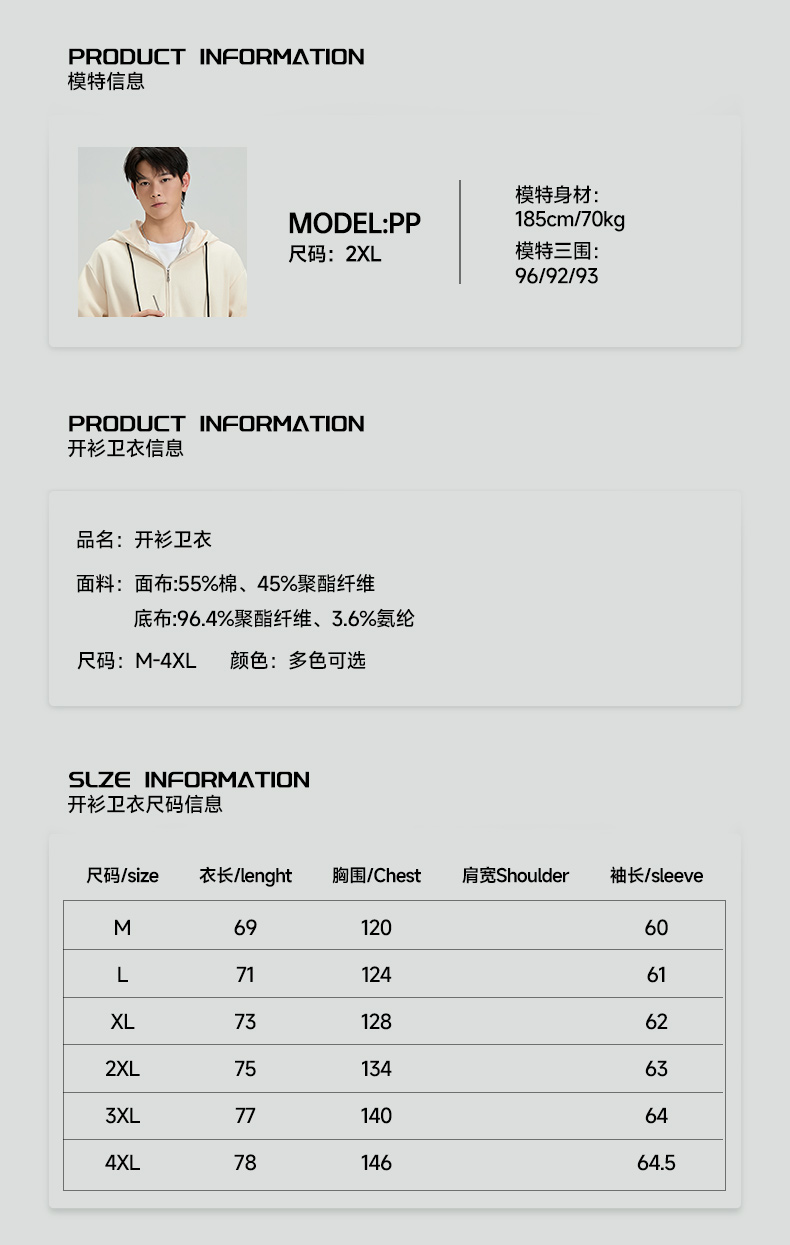 PRODUCT INFORMATION
模特信息
MODEL:PP
尺码：2XL
模特身材：
185cm/70kg
模特三围：
96/92/93
PRODUCT INFORMATION
开衫卫衣信息
品名：开衫卫衣
面料：面布:55%棉、45%聚酯纤维
底布:96.4%聚酯纤维、3.6%氨纶
尺码：M-4XL 颜色：多色可选
SLZE INFORMATION
开衫卫衣尺码信息
尺码/size 衣长/lenght 胸围/Chest 肩宽Shoulder 袖长/sleeve
M 69 120 60
L 71 124 61
XL 73 128 62
2XL 75 134 63
3XL 77 140 64
4XL 78 146 64.5